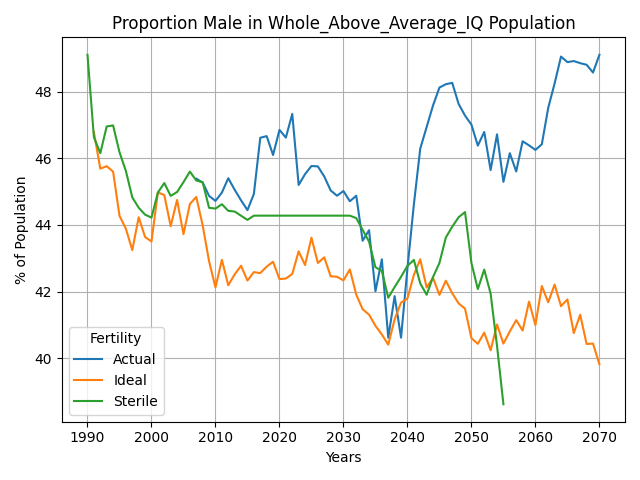 Proportion Male in Whole_Above_Average_IQ Population
% of Population
48
46
44
42
40
Fertility
Actual
Ideal
Sterile
1990 2000 2010 2020 2030 2040 2050 2060 2070
Years